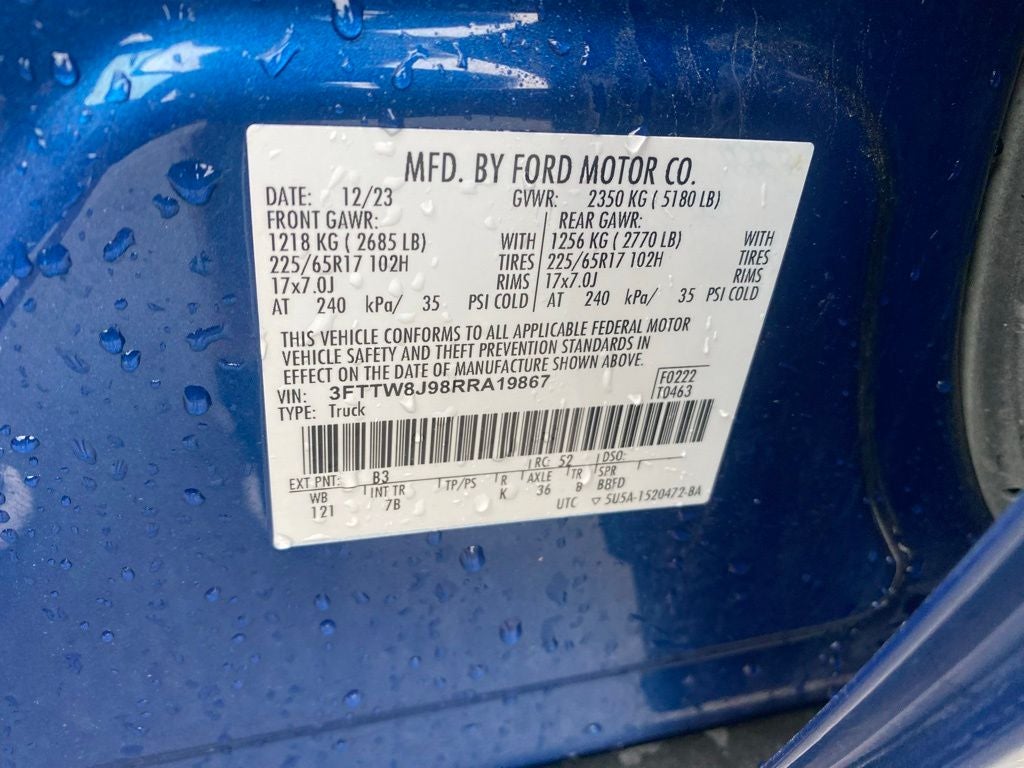 MFD. BY FORD MOTOR CO.
DATE: 12/23 GVWR: 2350 KG ( 5180 LB)
FRONT GAWR: REAR GAWR:
1218 KG ( 2685 LB) WITH 1256 KG ( 2770 LB) WITH
225/65R17 102H TIRES 225/65R17 102H TIRES
17x7.0J RIMS 17x7.0J RIMS
AT 240 kPa/ 35 PSI COLD AT 240 kPa/ 35 PSI COLD
THIS VEHICLE CONFORMS TO ALL APPLICABLE FEDERAL MOTOR
VEHICLE SAFETY AND THEFT PREVENTION STANDARDS IN
EFFECT ON THE DATE OF MANUFACTURE SHOWN ABOVE.
VIN: 3FTTW8J98RRA19867 F0222
TYPE: Truck T0463
EXT PNT: B3 RC: 52 DSO:
WB INT TR TP/PS R AXLE TR SPR
121 7B K 36 B BBFD
UTC ▽ 5U5A-1520472-BA